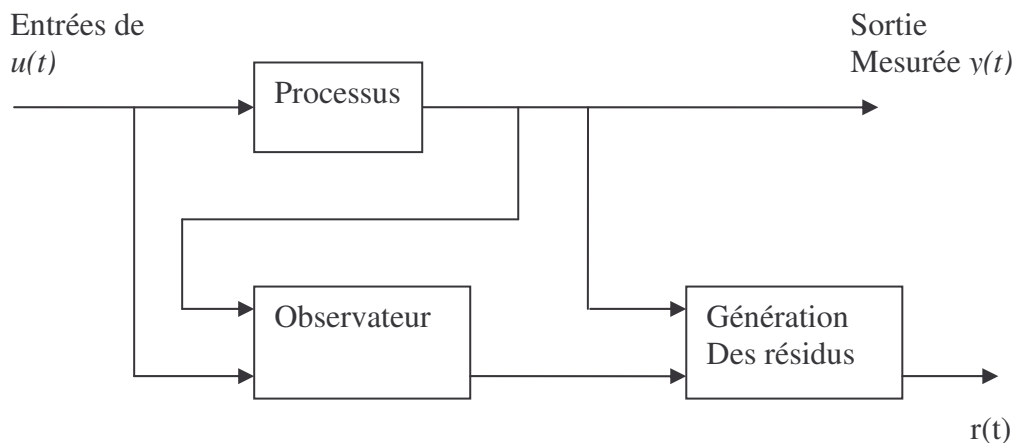 Entrées de
u(t)
Sortie
Mesurée y(t)
Processus
Observateur
Génération
Des résidus
r(t)